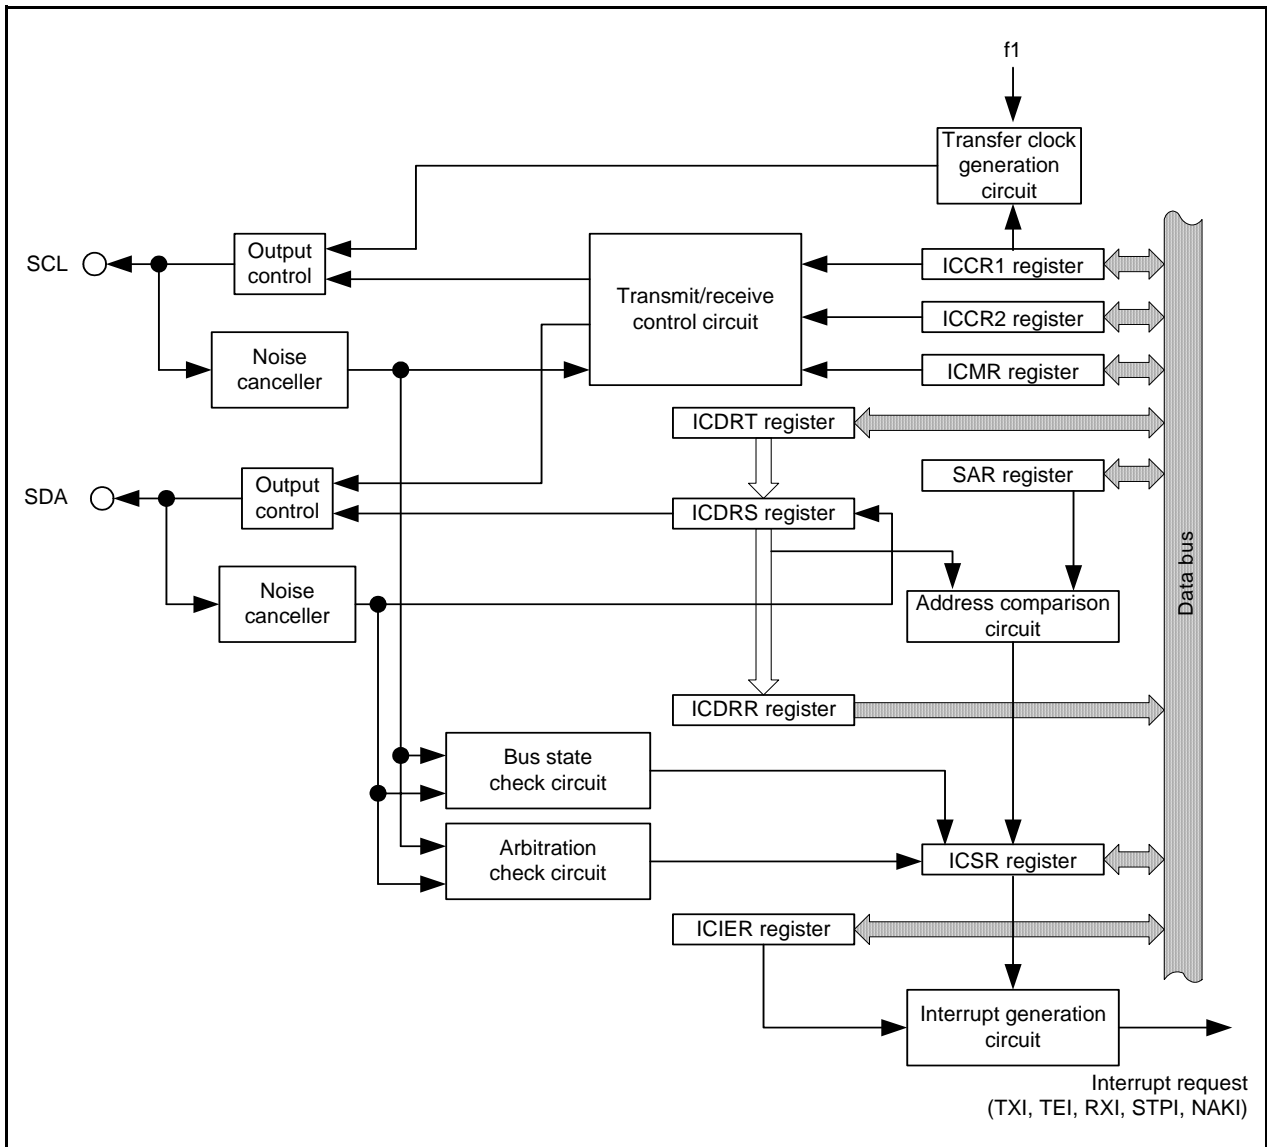 f1
Transfer clock
generation
circuit
SCL
Output
control
Transmit/receive
control circuit
ICCR1 register
ICCR2 register
Noise
canceller
ICMR register
ICDRT register
SDA
Output
control
SAR register
ICDRS register
Data bus
Noise
canceller
Address comparison
circuit
ICDRR register
Bus state
check circuit
Arbitration
check circuit
ICSR register
ICIER register
Interrupt generation
circuit
Interrupt request
(TXI, TEI, RXI, STPI, NAKI)